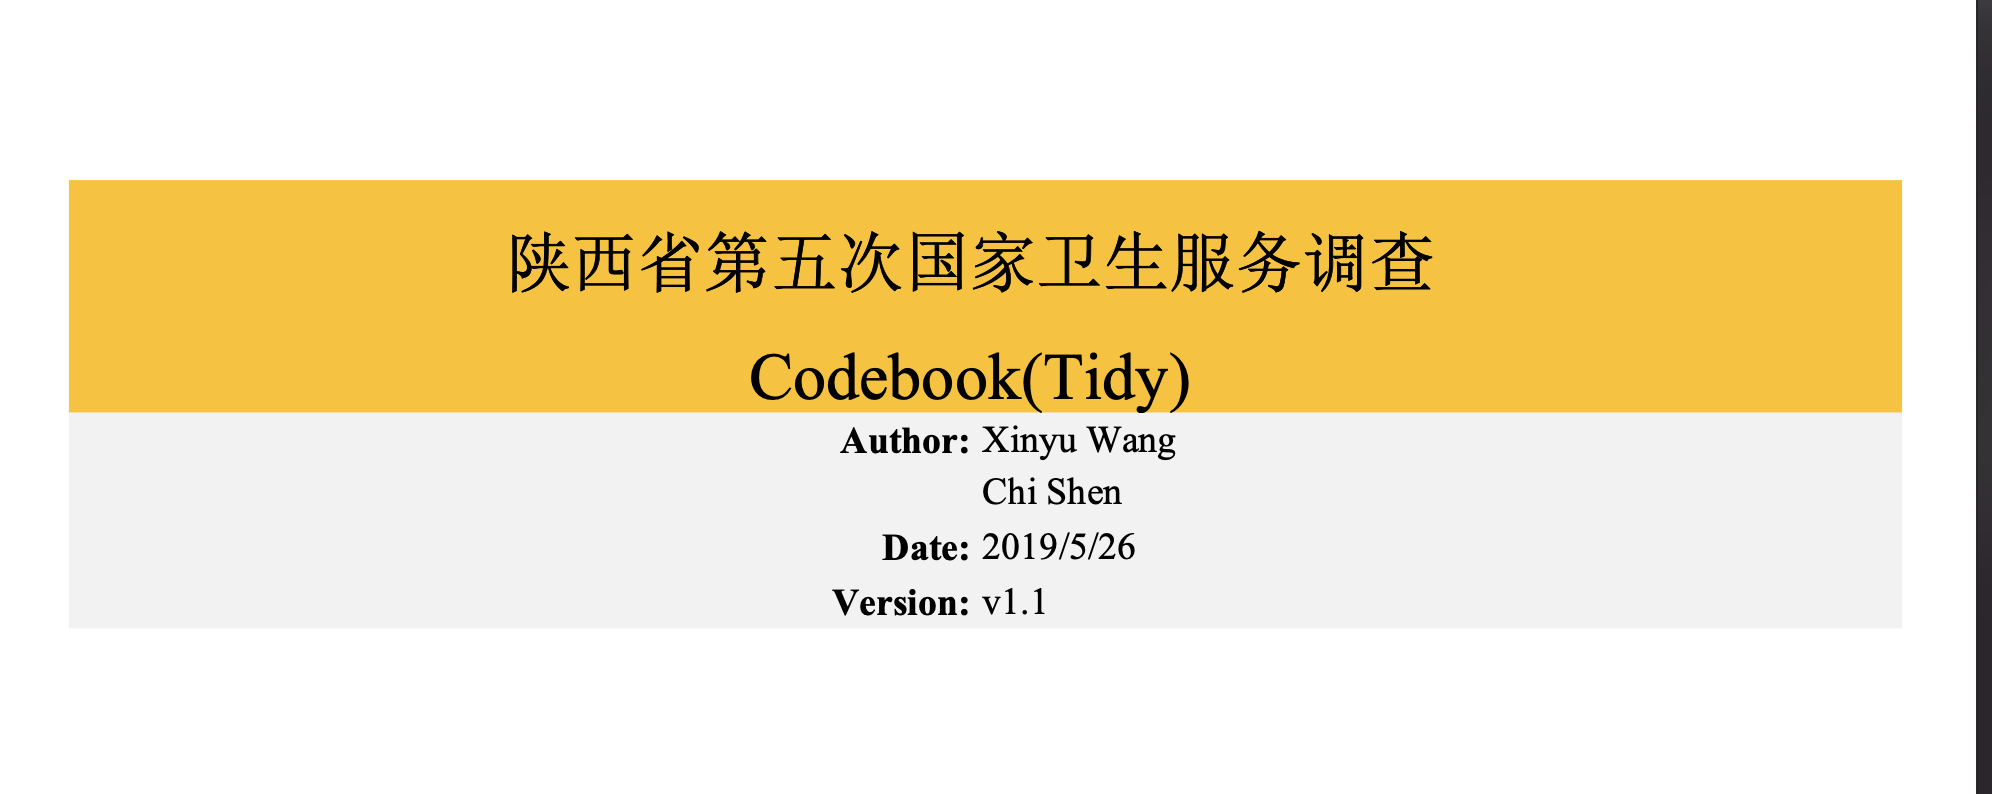 陕西省第五次国家卫生服务调查
Codebook(Tidy)
Author: Xinyu Wang
Chi Shen
Date: 2019/5/26
Version: v1.1